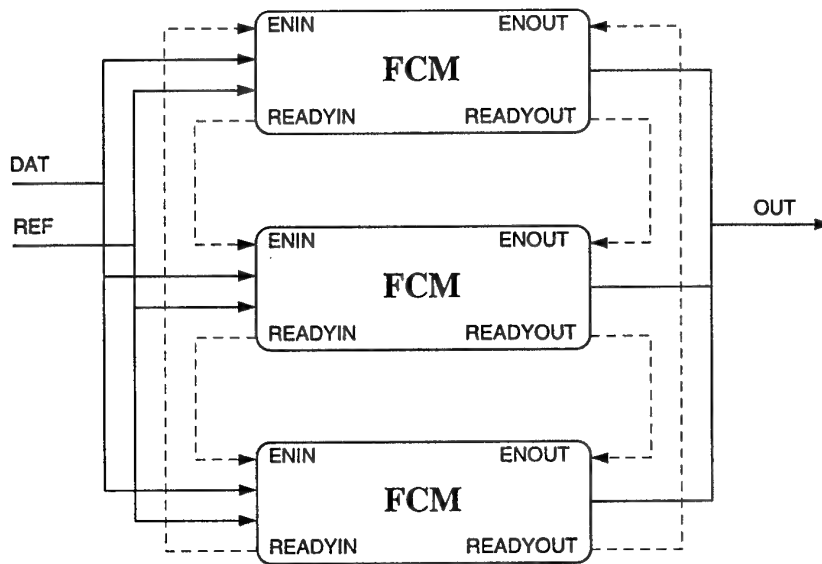 ENIN ENOUT
FCM
READYIN READYOUT
DAT
REF
OUT
ENIN ENOUT
FCM
READYIN READYOUT
ENIN ENOUT
FCM
READYIN READYOUT